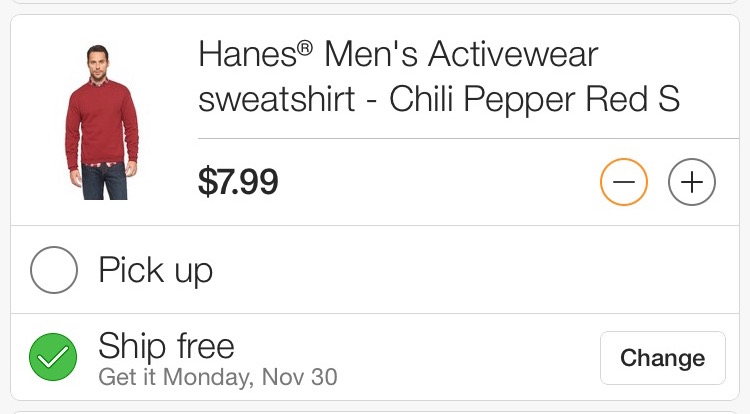 Hanes® Men's Activewear
sweatshirt - Chili Pepper Red S
$7.99
Pick up
Ship free
Get it Monday, Nov 30
Change